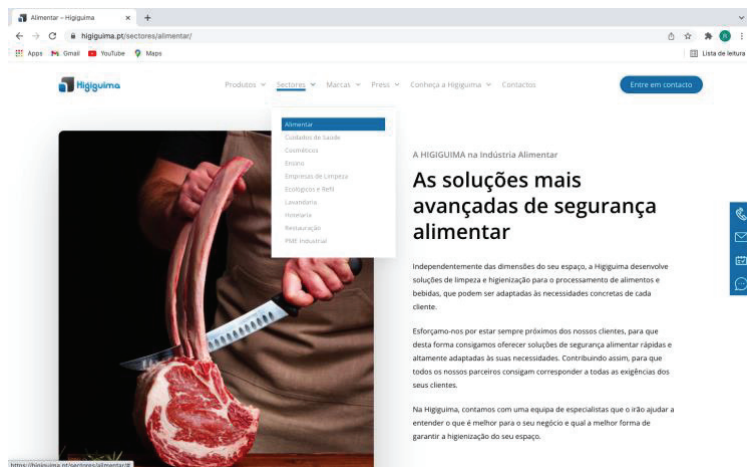 Alimentar – Higiguima
higiguima.pt/sectores/alimentar/
Apps Gmail YouTube Maps Lista de leitura
Higiguima
Produtos Sectores Marcas Press Conheça a Higiguima Contactos Entre em contacto
Alimentar
Cuidados de Saúde
Cosméticos
Ensino
Empresas de Limpeza
Ecológicos e Refil
Lavandaria
Hotelaria
Restauração
PME Industrial
A HIGIGUIMA na Indústria Alimentar
As soluções mais
avançadas de segurança
alimentar
Independentemente das dimensões do seu espaço, a Higiguima desenvolve
soluções de limpeza e higienização para o processamento de alimentos e
bebidas, que podem ser adaptadas às necessidades concretas de cada
cliente.
Esforçamo-nos por estar sempre próximos dos nossos clientes, para que
desta forma consigamos oferecer soluções de segurança alimentar rápidas e
altamente adaptadas às suas necessidades. Contribuindo assim, para que
todos os nossos parceiros consigam corresponder a todas as exigências dos
seus clientes.
Na Higiguima, contamos com uma equipa de especialistas que o irão ajudar a
entender o que é melhor para o seu negócio e qual a melhor forma de
garantir a higienização do seu espaço.
https://higiguima.pt/sectores/alimentar/#